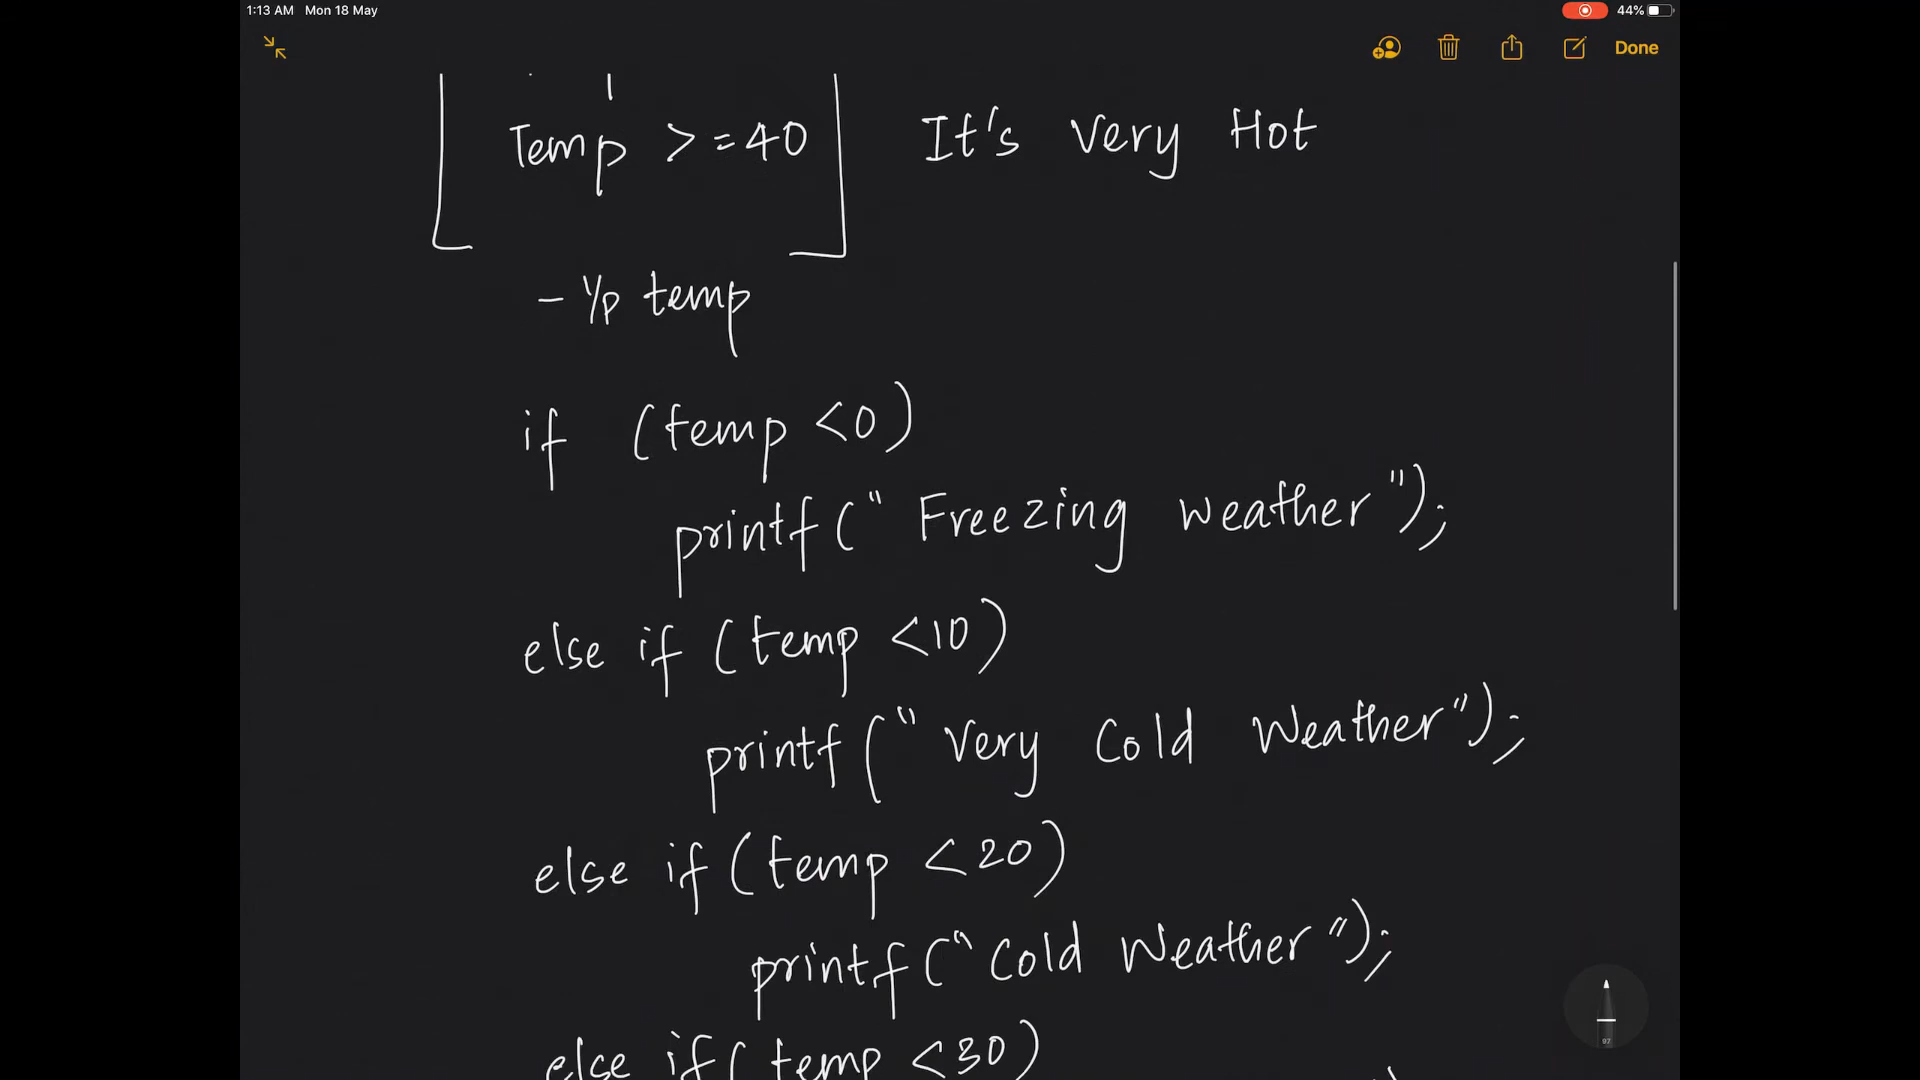 1:13 AM Mon 18 May 44%
Done
Temp >=40 It's Very Hot
- I/p temp
if (temp <0)
printf (" Freezing weather");
else if (temp <10)
printf (" Very Cold Weather");
else if (temp <20)
printf ("Cold Weather");
else if ( temp <30)
97